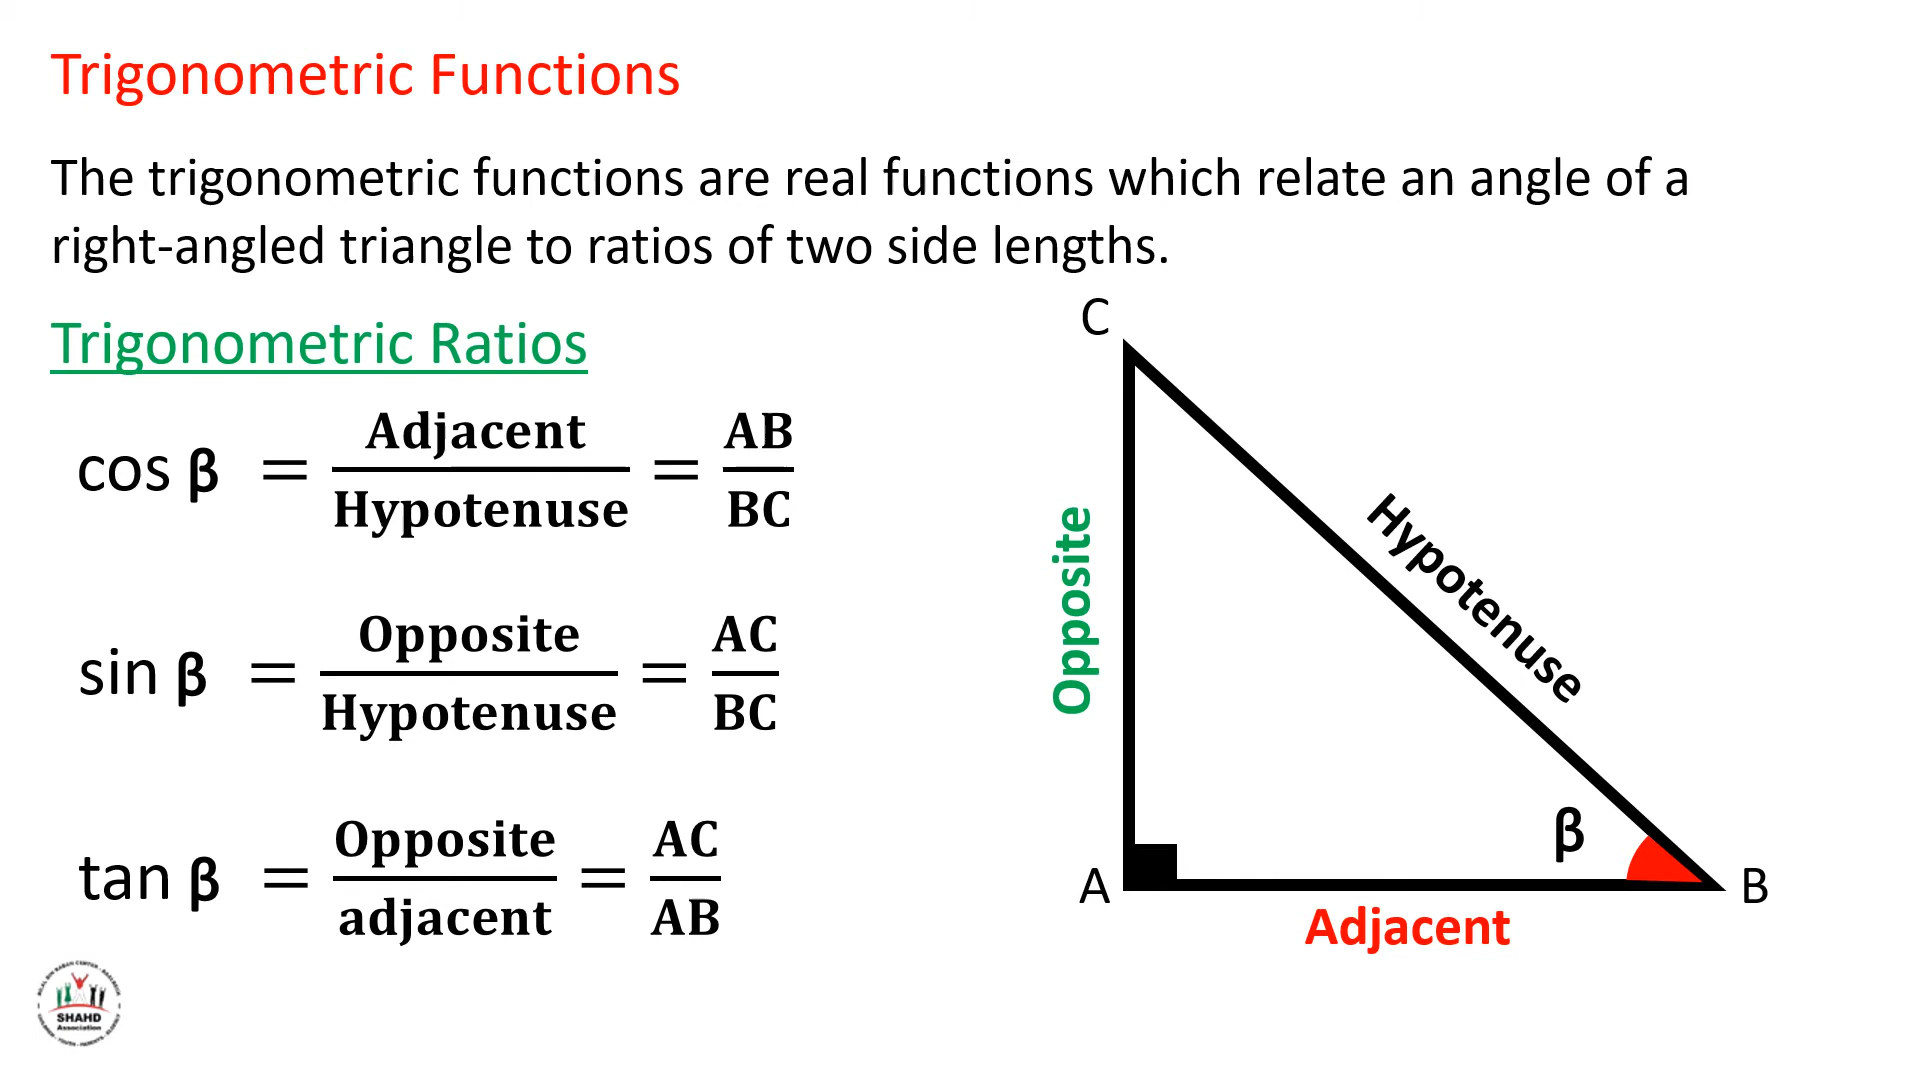 Trigonometric Functions
The trigonometric functions are real functions which relate an angle of a
right-angled triangle to ratios of two side lengths.
Trigonometric Ratios
cos β = Adjacent / Hypotenuse = AB / BC
sin β = Opposite / Hypotenuse = AC / BC
tan β = Opposite / adjacent = AC / AB
C
Opposite
Hypotenuse
β
A
B
Adjacent
SHAHD
Association